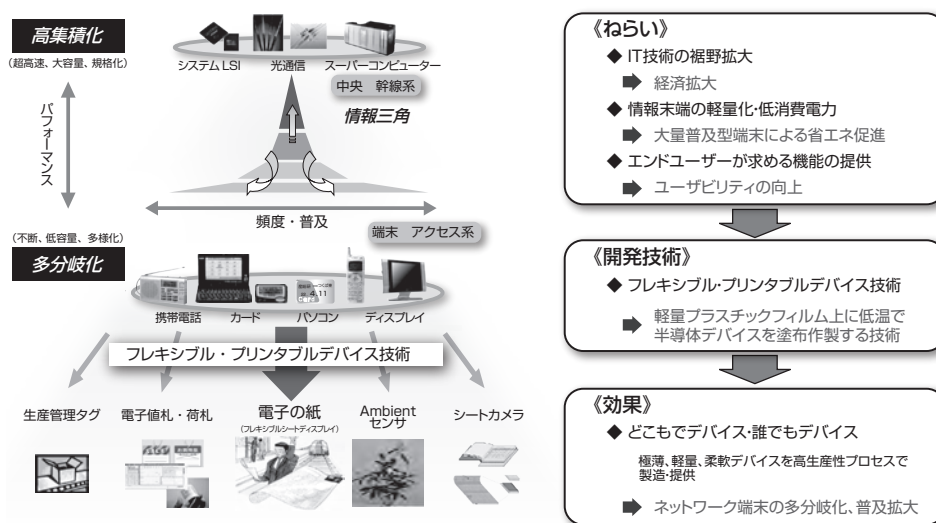 高集積化
(超高速、大容量、規格化)
パフォーマンス
(不断、低容量、多様化)
多分岐化
システムLSI 光通信 スーパーコンピューター
中央 幹線系
情報三角
頻度・普及
端末 アクセス系
携帯電話 カード パソコン ディスプレイ
フレキシブル・プリンタブルデバイス技術
生産管理タグ 電子値札・荷札 電子の紙 Ambient シートカメラ
(フレキシブルシートディスプレイ) センサ
《ねらい》
◆ IT技術の裾野拡大
経済拡大
◆ 情報末端の軽量化・低消費電力
大量普及型端末による省エネ促進
◆ エンドユーザーが求める機能の提供
ユーザビリティの向上
《開発技術》
◆ フレキシブル・プリンタブルデバイス技術
軽量プラスチックフィルム上に低温で
半導体デバイスを塗布作製する技術
《効果》
◆ どこもでデバイス・誰でもデバイス
極薄、軽量、柔軟デバイスを高生産性プロセスで
製造・提供
ネットワーク端末の多分岐化、普及拡大